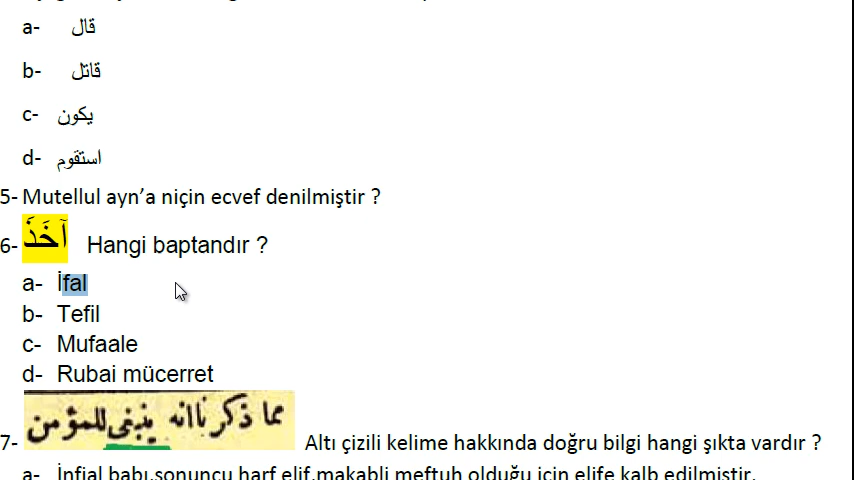 a- قال
b- قاتل
c- يكون
d- استقوم
5- Mutellul ayn’a niçin ecvef denilmiştir ?
6- آخَذَ Hangi baptandır ?
a- İfal
b- Tefil
c- Mufaale
d- Rubai mücerret
7- مما ذكرنا انه ينبغى للمؤمن Altı çizili kelime hakkında doğru bilgi hangi şıkta vardır ?
a- İnfial babı,sonuncu harf elif,makabli meftuh olduğu için elife kalb edilmiştir.